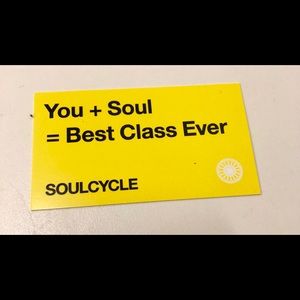 You + Soul
= Best Class Ever
SOULCYCLE